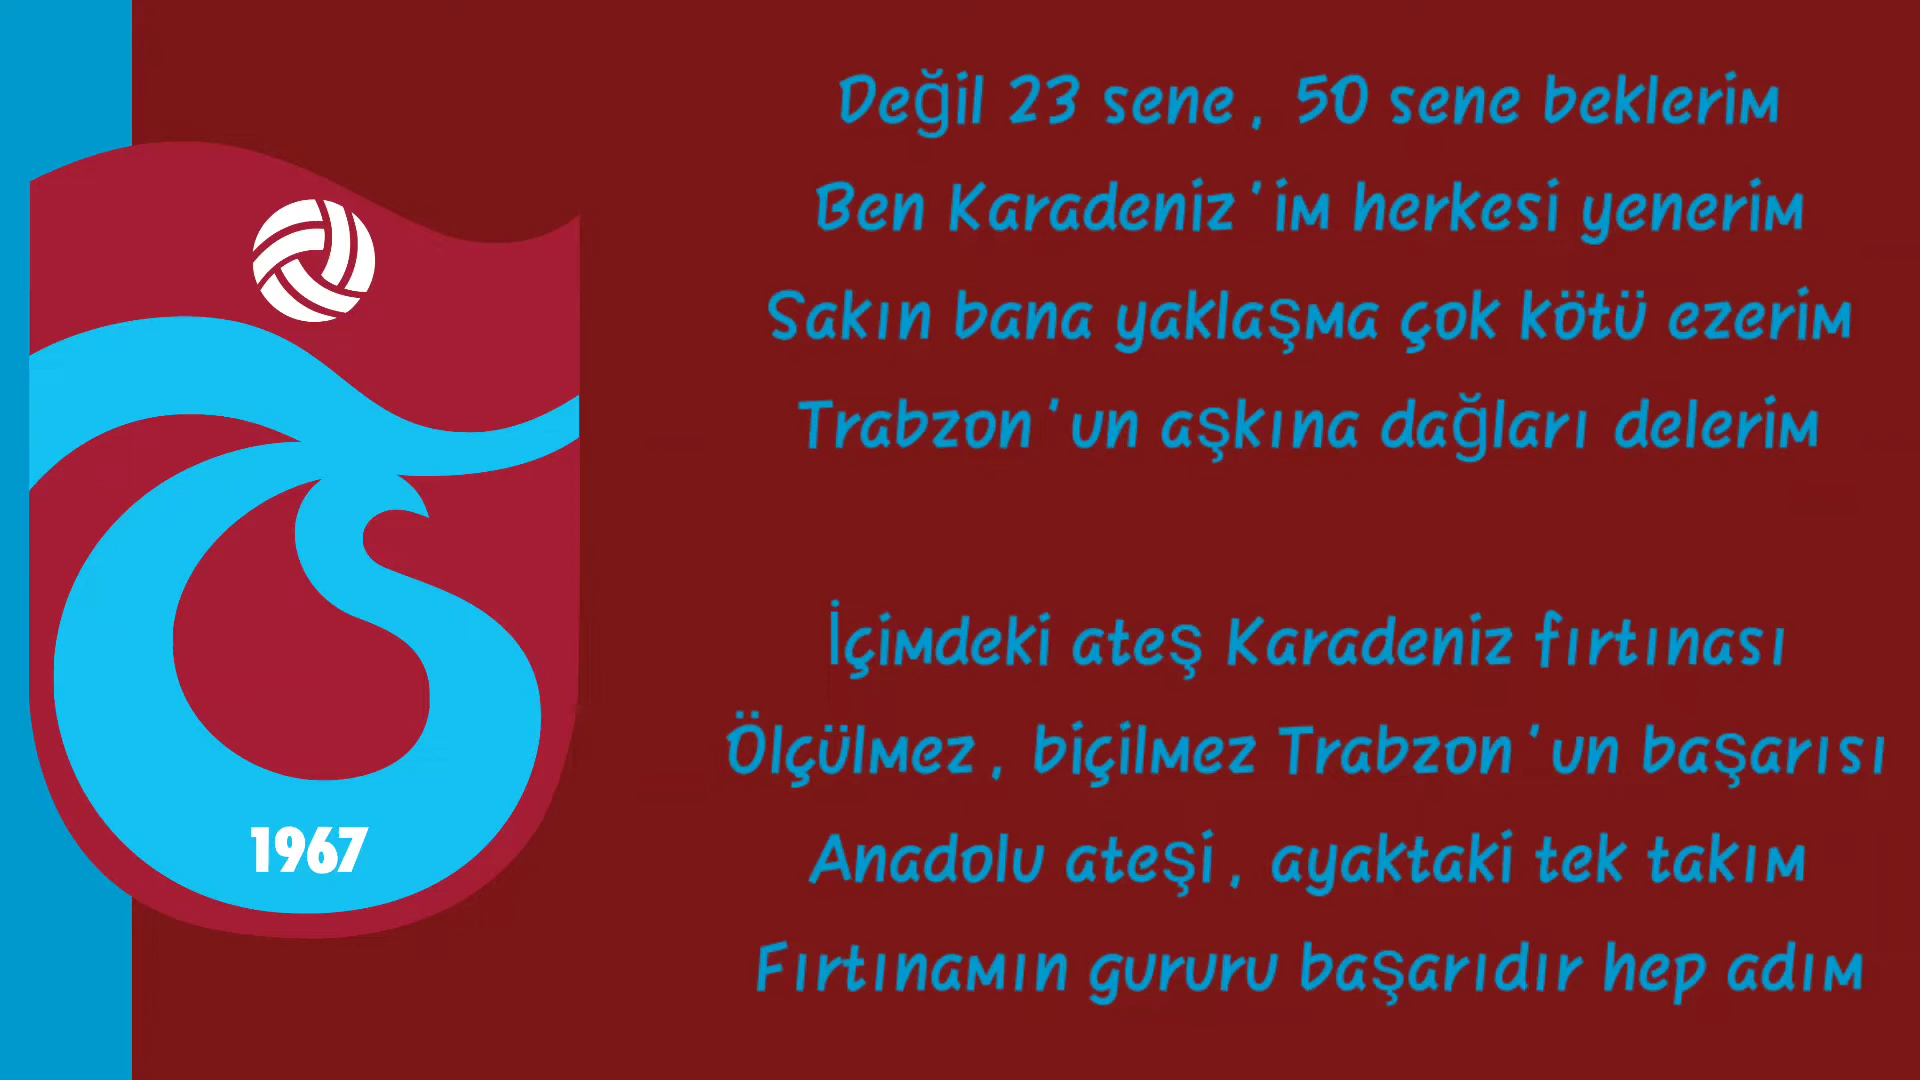 Değil 23 sene, 50 sene beklerim
Ben Karadeniz'im herkesi yenerim
Sakın bana yaklaşma çok kötü ezerim
Trabzon'un aşkına dağları delerim
İçimdeki ateş Karadeniz fırtınası
Ölçülmez, biçilmez Trabzon'un başarısı
Anadolu ateşi, ayaktaki tek takım
Fırtınamın gururu başarıdır hep adım
1967